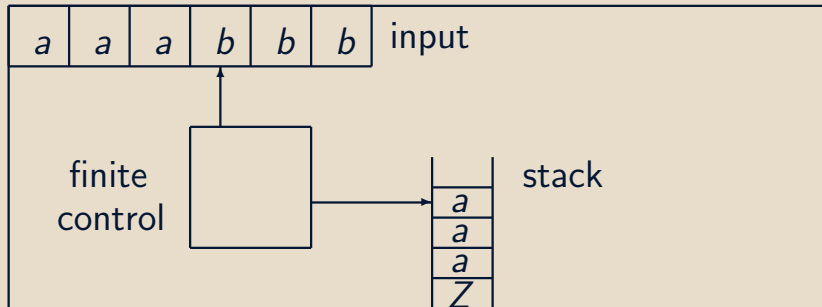 a a a b b b input
finite
control
stack
a
a
a
Z